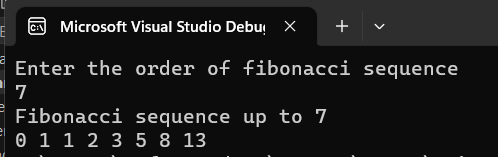 Microsoft Visual Studio Debu
Enter the order of fibonacci sequence
7
Fibonacci sequence up to 7
0 1 1 2 3 5 8 13